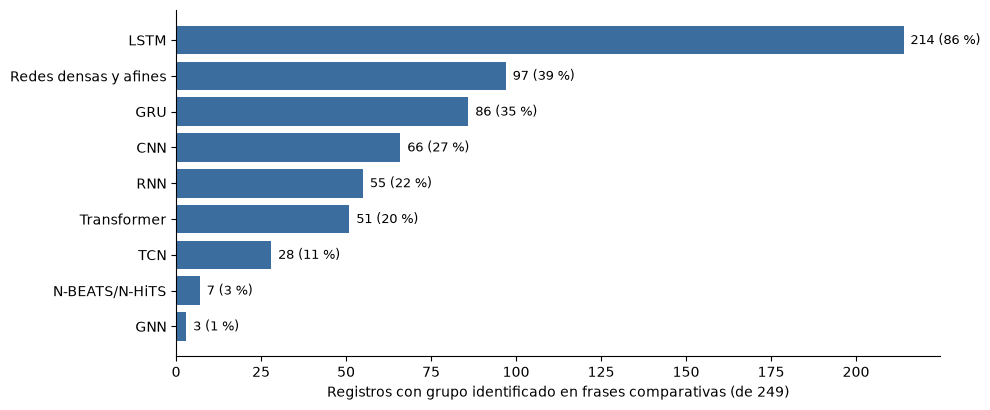 LSTM 214 (86 %)
Redes densas y afines 97 (39 %)
GRU 86 (35 %)
CNN 66 (27 %)
RNN 55 (22 %)
Transformer 51 (20 %)
TCN 28 (11 %)
N-BEATS/N-HiTS 7 (3 %)
GNN 3 (1 %)
0 25 50 75 100 125 150 175 200
Registros con grupo identificado en frases comparativas (de 249)